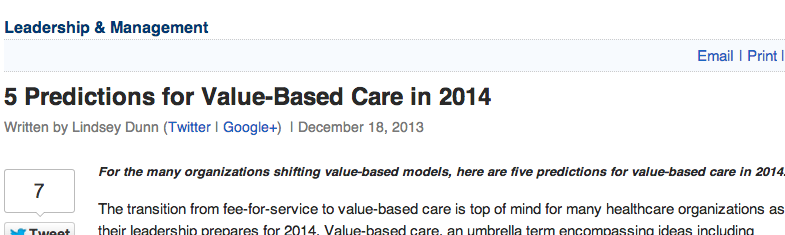 Leadership & Management
Email | Print |
5 Predictions for Value-Based Care in 2014
Written by Lindsey Dunn (Twitter | Google+) | December 18, 2013
For the many organizations shifting value-based models, here are five predictions for value-based care in 2014.
7
The transition from fee-for-service to value-based care is top of mind for many healthcare organizations as
Tweet
their leadership prepares for 2014. Value-based care, an umbrella term encompassing ideas including